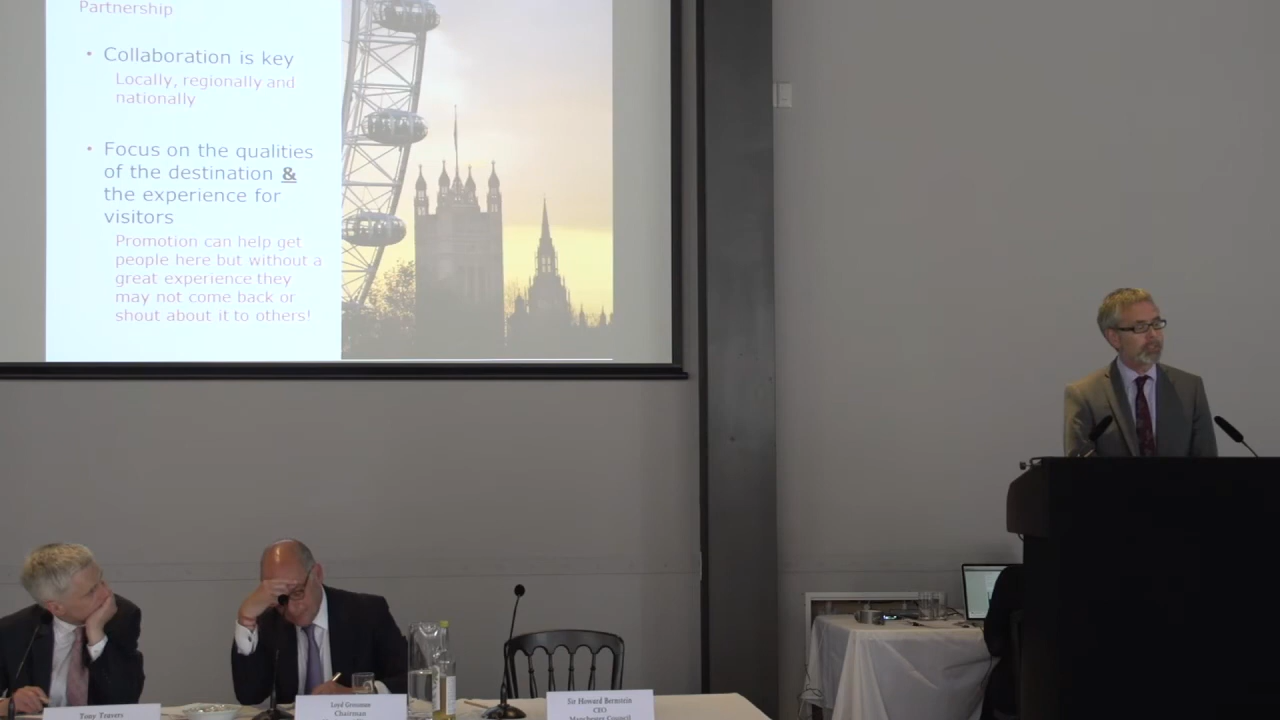 Partnership
• Collaboration is key
Locally, regionally and
nationally
• Focus on the qualities
of the destination &
the experience for
visitors
Promotion can help get
people here but without a
great experience they
may not come back or
shout about it to others!
Tony Travers
Loyd Grossman
Chairman
Sir Howard Bernstein
CEO
Manchester Council